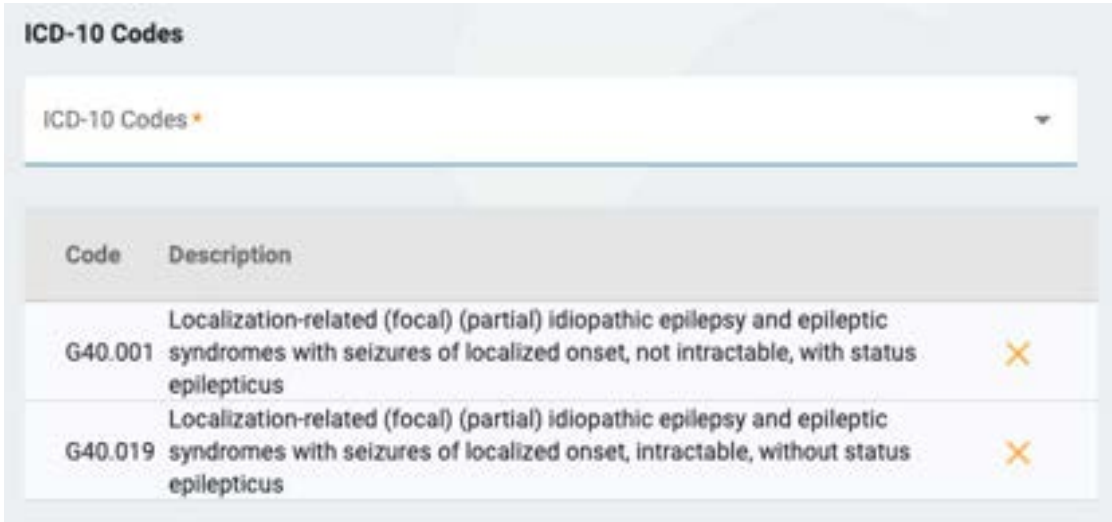 ICD-10 Codes
ICD-10 Codes *
Code Description
Localization-related (focal) (partial) idiopathic epilepsy and epileptic
G40.001 syndromes with seizures of localized onset, not intractable, with status
epilepticus
Localization-related (focal) (partial) idiopathic epilepsy and epileptic
G40.019 syndromes with seizures of localized onset, intractable, without status
epilepticus